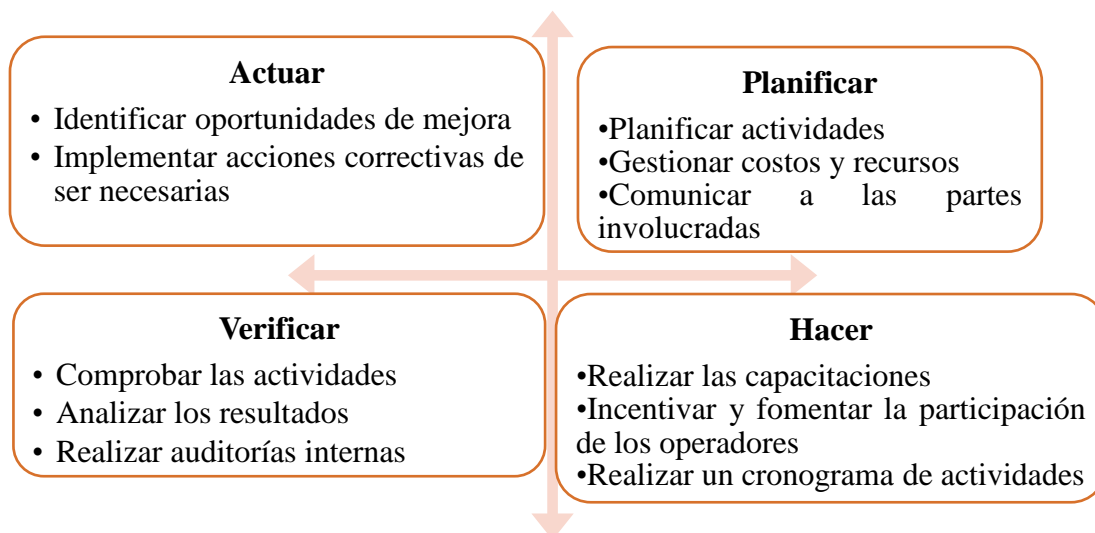 Actuar
• Identificar oportunidades de mejora
• Implementar acciones correctivas de
ser necesarias
Planificar
•Planificar actividades
•Gestionar costos y recursos
•Comunicar a las partes
involucradas
Verificar
• Comprobar las actividades
• Analizar los resultados
• Realizar auditorías internas
Hacer
•Realizar las capacitaciones
•Incentivar y fomentar la participación
de los operadores
•Realizar un cronograma de actividades